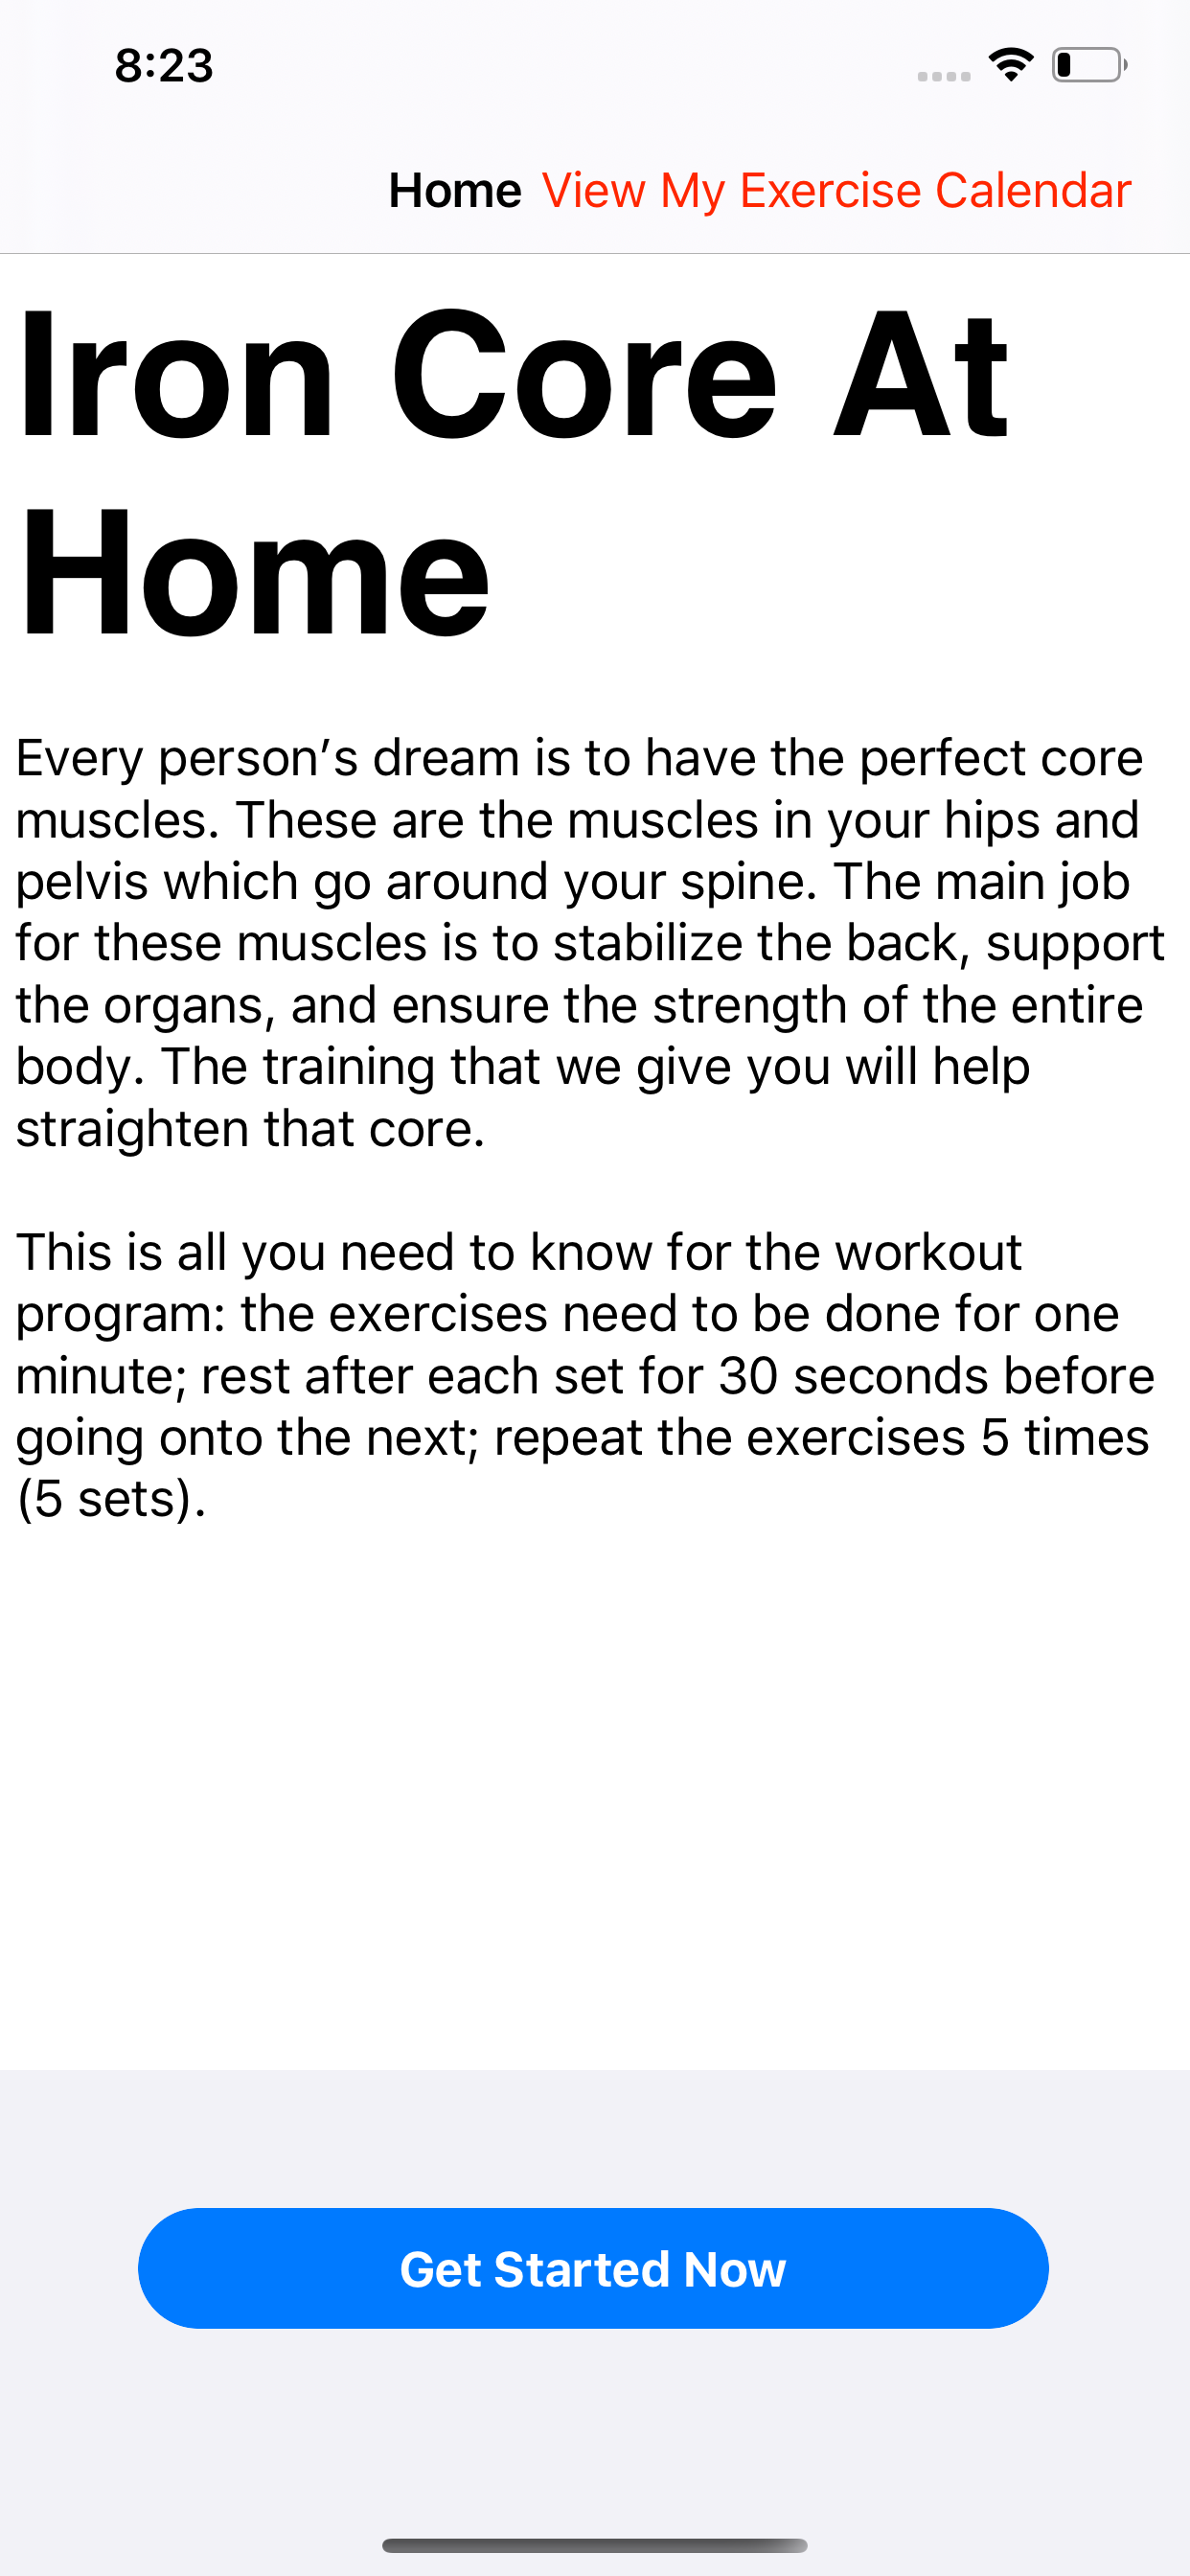 8:23
Home View My Exercise Calendar
Iron Core At
Home
Every person’s dream is to have the perfect core
muscles. These are the muscles in your hips and
pelvis which go around your spine. The main job
for these muscles is to stabilize the back, support
the organs, and ensure the strength of the entire
body. The training that we give you will help
straighten that core.
This is all you need to know for the workout
program: the exercises need to be done for one
minute; rest after each set for 30 seconds before
going onto the next; repeat the exercises 5 times
(5 sets).
Get Started Now